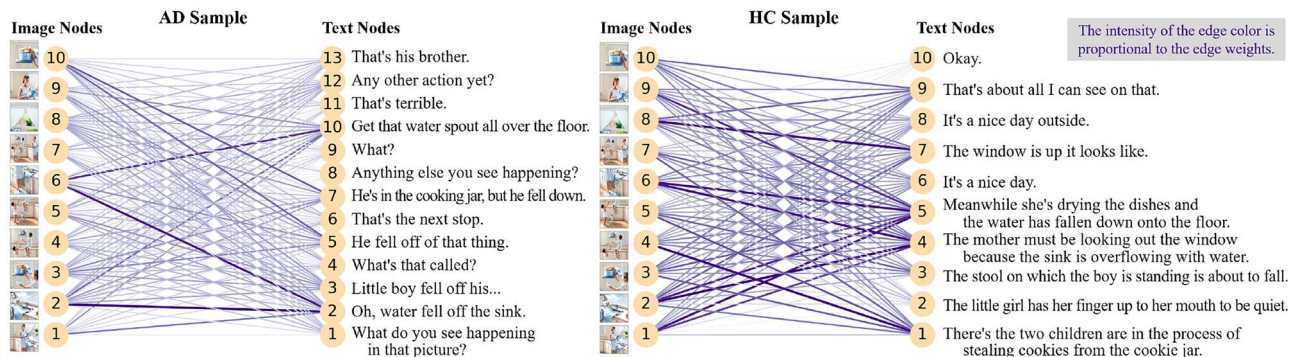 AD Sample
Image Nodes
Text Nodes
10
9
8
7
6
5
4
3
2
1
13 That's his brother.
12 Any other action yet?
11 That's terrible.
10 Get that water spout all over the floor.
9 What?
8 Anything else you see happening?
7 He's in the cooking jar, but he fell down.
6 That's the next stop.
5 He fell off of that thing.
4 What's that called?
3 Little boy fell off his...
2 Oh, water fell off the sink.
1 What do you see happening
in that picture?
HC Sample
Image Nodes
Text Nodes
The intensity of the edge color is
proportional to the edge weights.
10
9
8
7
6
5
4
3
2
1
10 Okay.
9 That's about all I can see on that.
8 It's a nice day outside.
7 The window is up it looks like.
6 It's a nice day.
5 Meanwhile she's drying the dishes and
the water has fallen down onto the floor.
4 The mother must be looking out the window
because the sink is overflowing with water.
3 The stool on which the boy is standing is about to fall.
2 The little girl has her finger up to her mouth to be quiet.
1 There's the two children are in the process of
stealing cookies from the cookie jar.